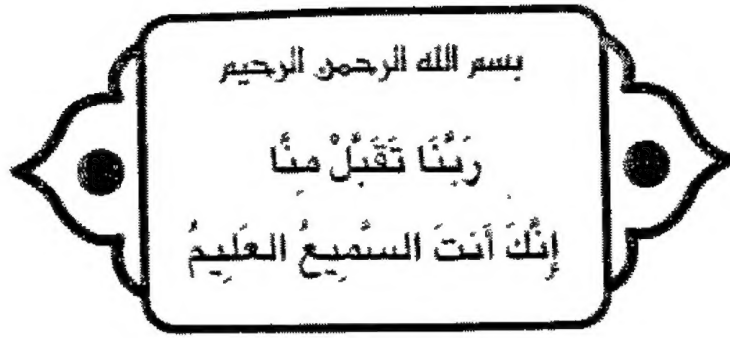 بسم الله الرحمن الرحيم
رَبَّنَا تَقَبَّلْ مِنَّا
إِنَّكَ أَنتَ السَّمِيعُ العَلِيمُ